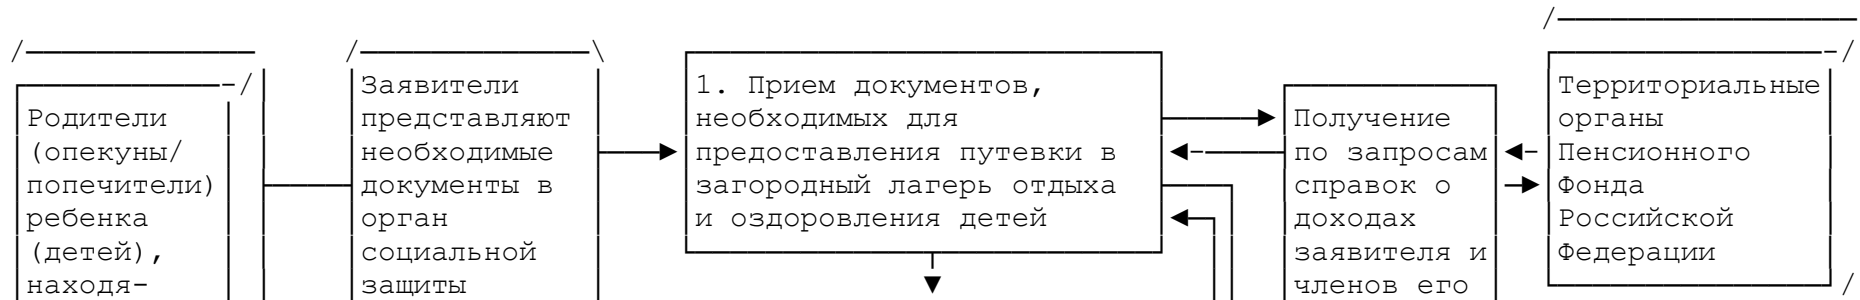 Родители
(опекуны/
попечители)
ребенка
(детей),
находя-
Заявители
представляют
необходимые
документы в
орган
социальной
защиты
1. Прием документов,
необходимых для
предоставления путевки в
загородный лагерь отдыха
и оздоровления детей
Получение
по запросам
справок о
доходах
заявителя и
членов его
Территориальные
органы
Пенсионного
Фонда
Российской
Федерации